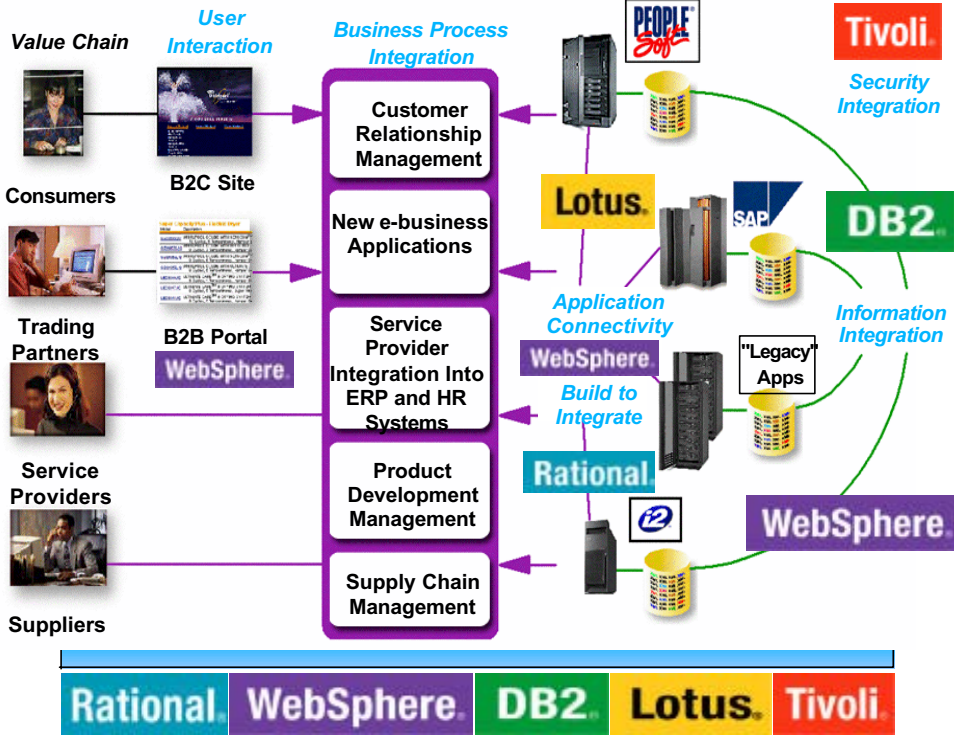 Value Chain
User
Interaction
Business Process
Integration
PEOPLE
Soft
Tivoli
Security
Integration
Customer
Relationship
Management
B2C Site
Consumers
New e-business
Applications
Lotus
SAP
DB2
Application
Connectivity
Information
Integration
Trading
Partners
B2B Portal
WebSphere
Service
Provider
Integration Into
ERP and HR
Systems
WebSphere
"Legacy"
Apps
Build to
Integrate
Service
Providers
Product
Development
Management
Rational
i2
WebSphere
Supply Chain
Management
Suppliers
Rational WebSphere DB2 Lotus Tivoli